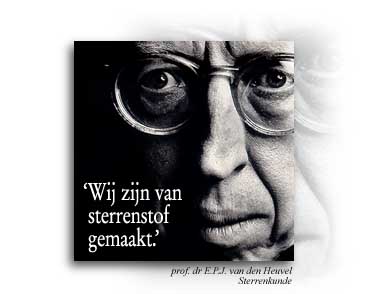 ‘Wij zijn van
sterrenstof
gemaakt.’
prof. dr E.P.J. van den Heuvel
Sterrenkunde